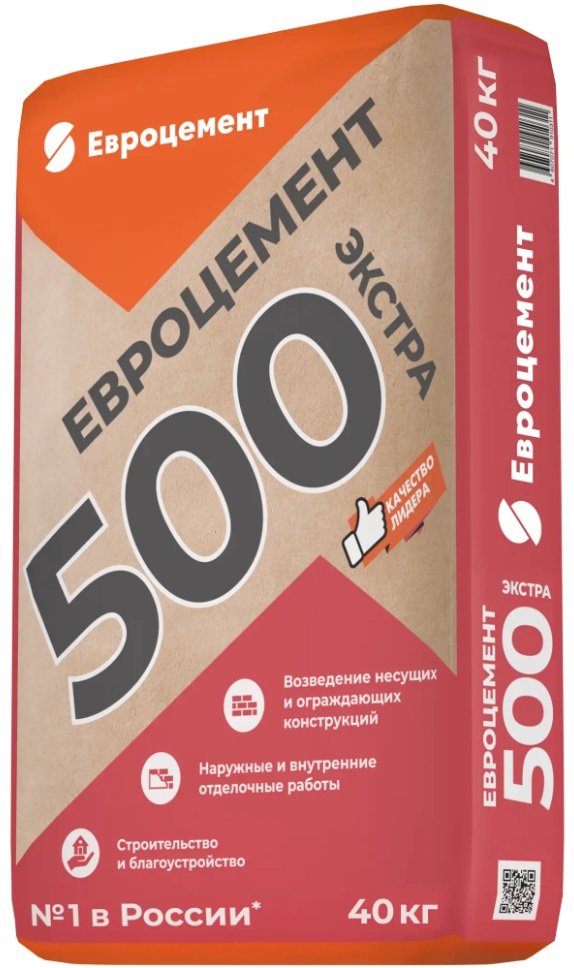 Евроцемент
ЕВРОЦЕМЕНТ
ЭКСТРА
500
КАЧЕСТВО
ЛИДЕРА
Возведение несущих
и ограждающих
конструкций
Наружные и внутренние
отделочные работы
Строительство
и благоустройство
№1 в России*
40 кг
40 кг
Евроцемент
ЕВРОЦЕМЕНТ
ЭКСТРА
500